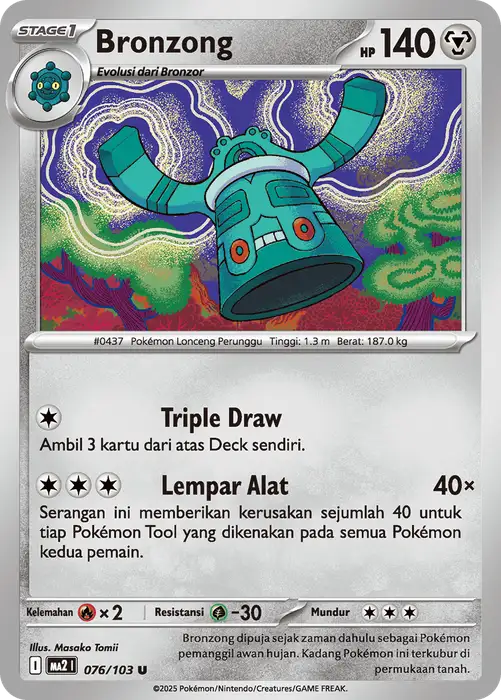 STAGE1
Bronzong
HP 140
Evolusi dari Bronzor
#0437 Pokémon Lonceng Perunggu Tinggi: 1.3 m Berat: 187.0 kg
Triple Draw
Ambil 3 kartu dari atas Deck sendiri.
Lempar Alat 40×
Serangan ini memberikan kerusakan sejumlah 40 untuk
tiap Pokémon Tool yang dikenakan pada semua Pokémon
kedua pemain.
Kelemahan ×2 Resistansi -30 Mundur
Illus. Masako Tomii
Bronzong dipuja sejak zaman dahulu sebagai Pokémon
pemanggil awan hujan. Kadang Pokémon ini terkubur di
permukaan tanah.
I MA2 I 076/103 U
©2025 Pokémon/Nintendo/Creatures/GAME FREAK.